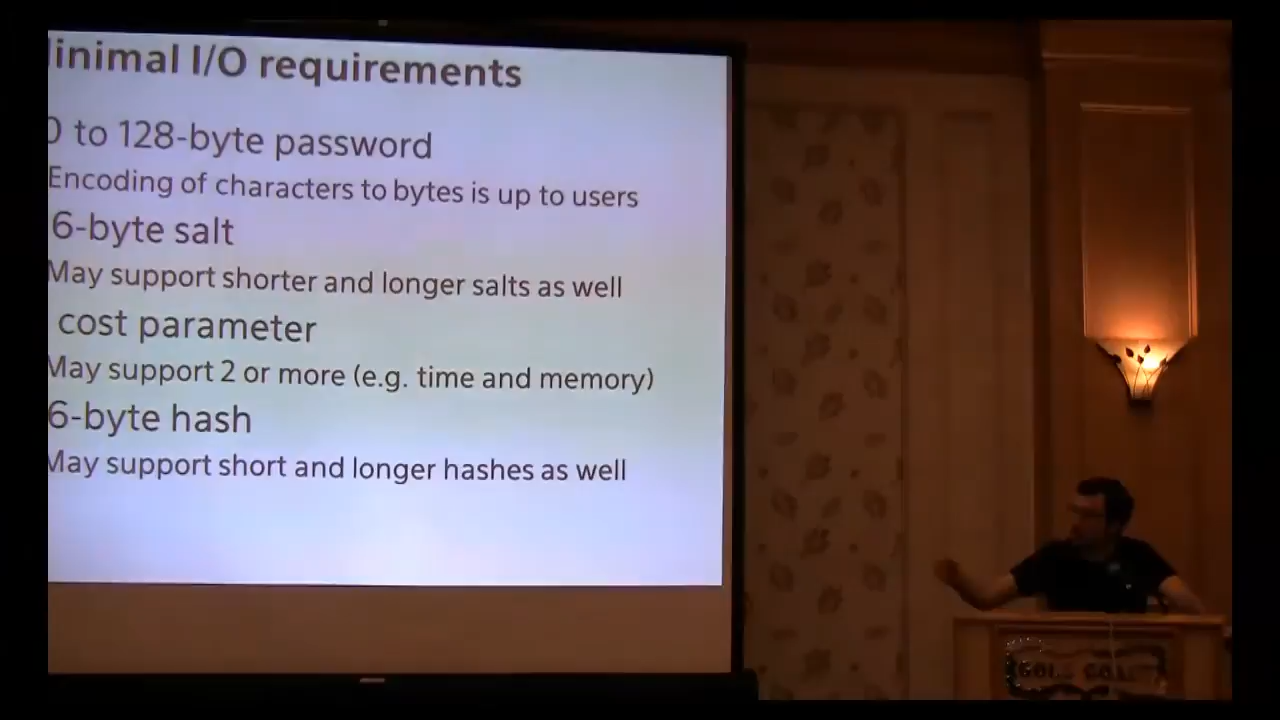 inimal I/O requirements
0 to 128-byte password
Encoding of characters to bytes is up to users
6-byte salt
May support shorter and longer salts as well
cost parameter
May support 2 or more (e.g. time and memory)
6-byte hash
May support short and longer hashes as well
GOLD COAST